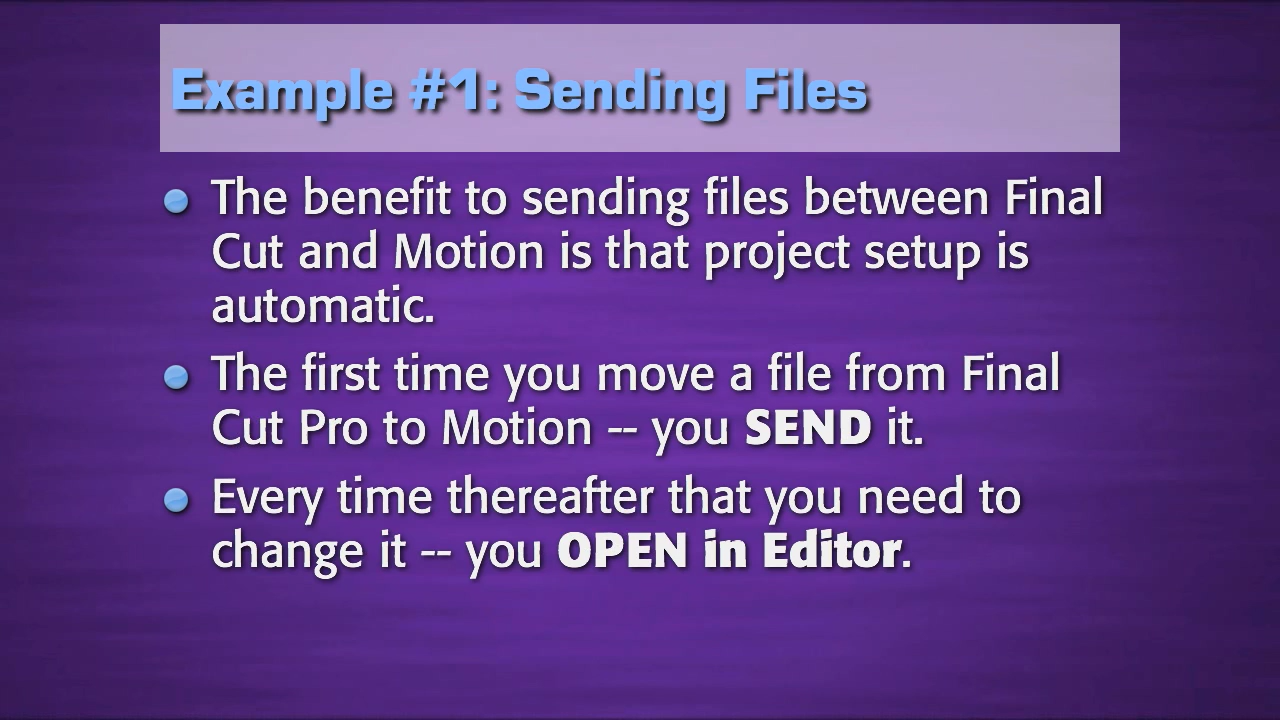 Example #1: Sending Files
The benefit to sending files between Final
Cut and Motion is that project setup is
automatic.
The first time you move a file from Final
Cut Pro to Motion -- you SEND it.
Every time thereafter that you need to
change it -- you OPEN in Editor.